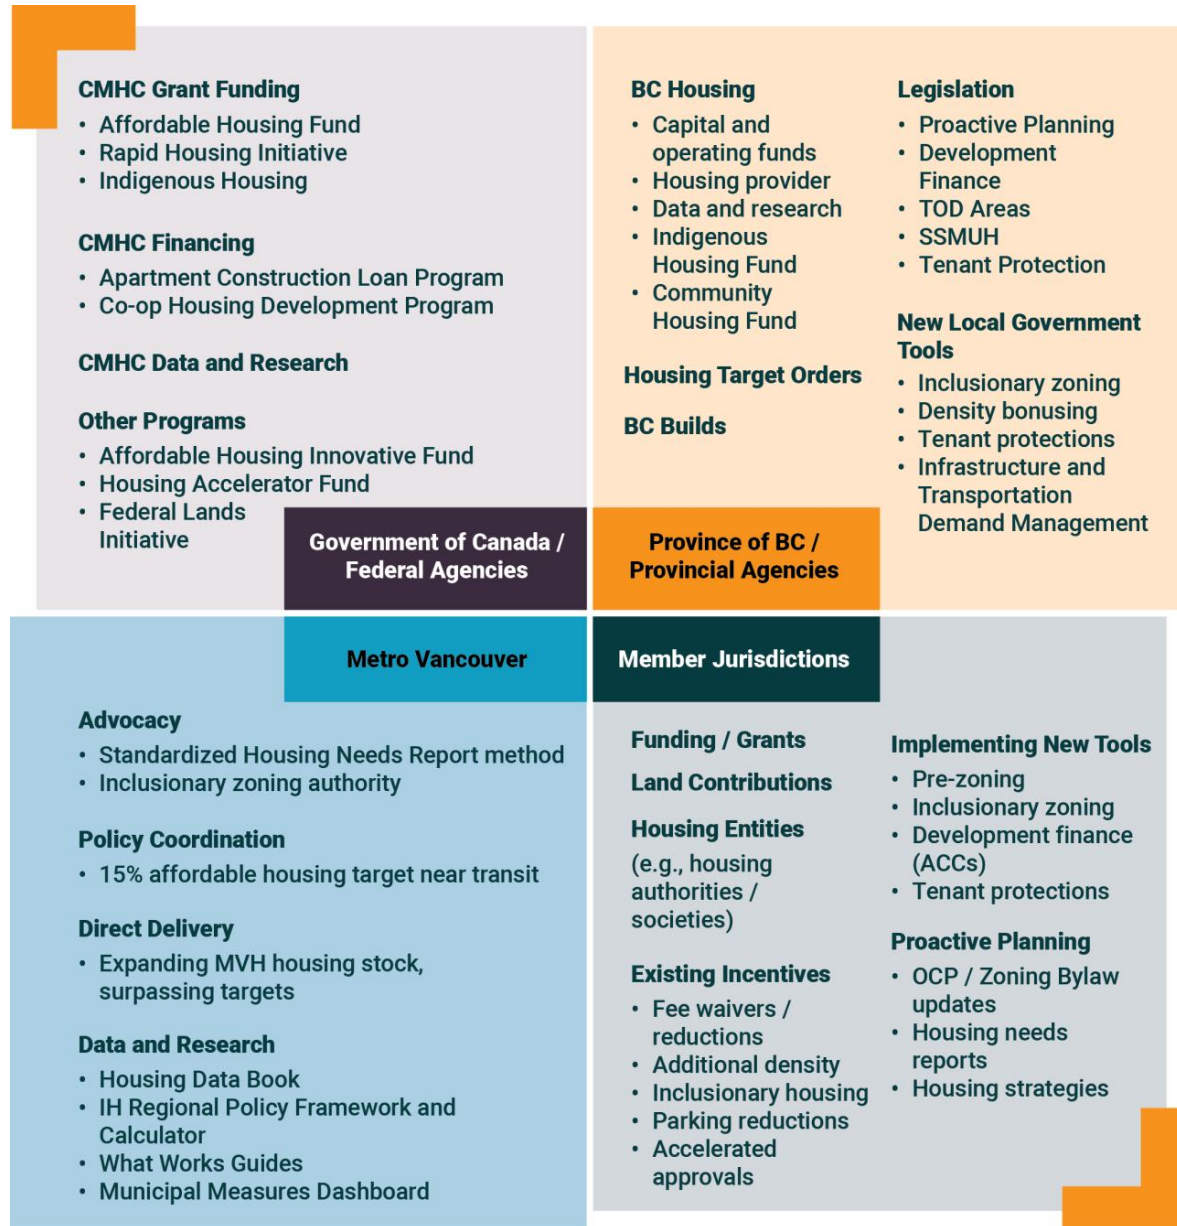 CMHC Grant Funding
• Affordable Housing Fund
• Rapid Housing Initiative
• Indigenous Housing
CMHC Financing
• Apartment Construction Loan Program
• Co-op Housing Development Program
CMHC Data and Research
Other Programs
• Affordable Housing Innovative Fund
• Housing Accelerator Fund
• Federal Lands
Initiative
Government of Canada /
Federal Agencies
BC Housing
• Capital and
operating funds
• Housing provider
• Data and research
• Indigenous
Housing Fund
• Community
Housing Fund
Housing Target Orders
BC Builds
Legislation
• Proactive Planning
• Development
Finance
• TOD Areas
• SSMUH
• Tenant Protection
New Local Government
Tools
• Inclusionary zoning
• Density bonusing
• Tenant protections
• Infrastructure and
Transportation
Demand Management
Province of BC /
Provincial Agencies
Metro Vancouver
Advocacy
• Standardized Housing Needs Report method
• Inclusionary zoning authority
Policy Coordination
• 15% affordable housing target near transit
Direct Delivery
• Expanding MVH housing stock,
surpassing targets
Data and Research
• Housing Data Book
• IH Regional Policy Framework and
Calculator
• What Works Guides
• Municipal Measures Dashboard
Member Jurisdictions
Funding / Grants
Land Contributions
Housing Entities
(e.g., housing
authorities /
societies)
Existing Incentives
• Fee waivers /
reductions
• Additional density
• Inclusionary housing
• Parking reductions
• Accelerated
approvals
Implementing New Tools
• Pre-zoning
• Inclusionary zoning
• Development finance
(ACCs)
• Tenant protections
Proactive Planning
• OCP / Zoning Bylaw
updates
• Housing needs
reports
• Housing strategies